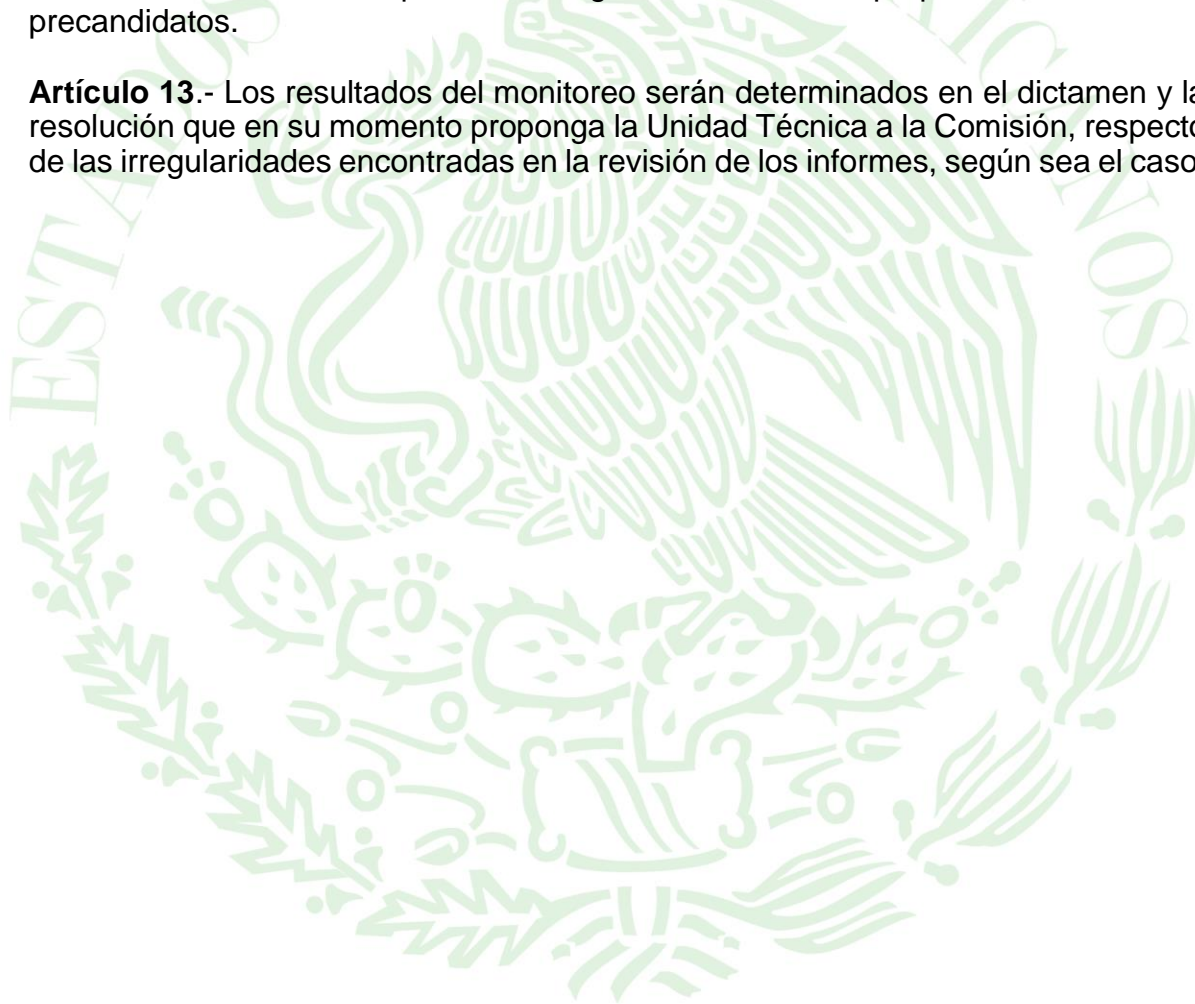 precandidatos.
Artículo 13.- Los resultados del monitoreo serán determinados en el dictamen y la
resolución que en su momento proponga la Unidad Técnica a la Comisión, respecto
de las irregularidades encontradas en la revisión de los informes, según sea el caso
ESTADOS